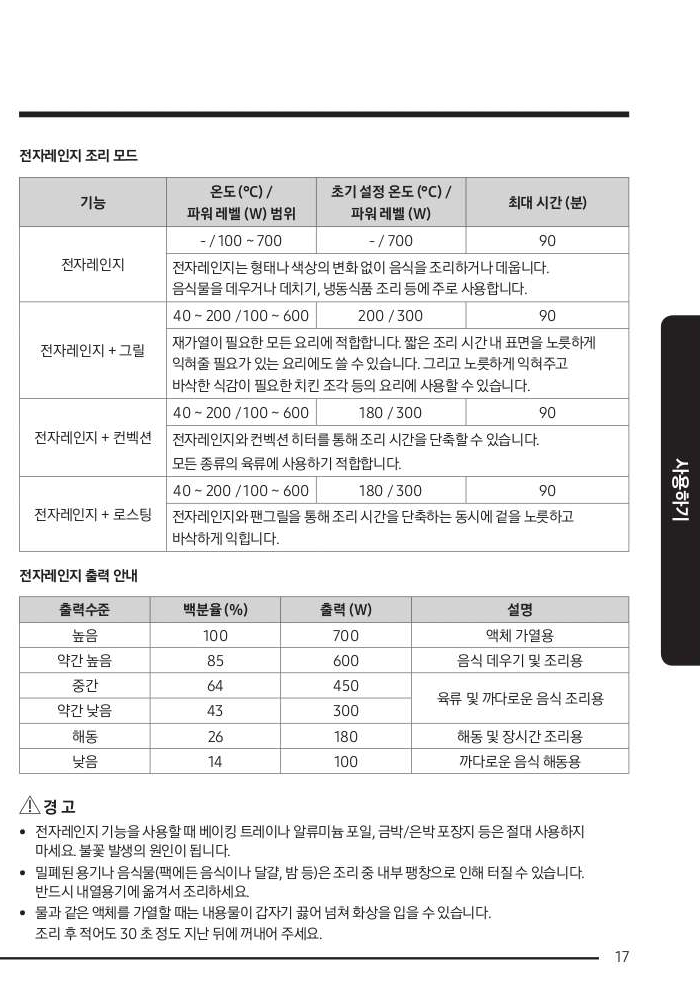 전자레인지 조리 모드
기능
온도 (°C) /
파워 레벨 (W) 범위
초기 설정 온도 (°C) /
파워 레벨 (W)
최대 시간 (분)
전자레인지
- / 100 ~ 700
- / 700
90
전자레인지는 형태나 색상의 변화 없이 음식을 조리하거나 데웁니다.
음식물을 데우거나 데치기, 냉동식품 조리 등에 주로 사용합니다.
전자레인지 + 그릴
40 ~ 200 / 100 ~ 600
200 / 300
90
재가열이 필요한 모든 요리에 적합합니다. 짧은 조리 시간 내 표면을 노릇하게
익혀줄 필요가 있는 요리에도 쓸 수 있습니다. 그리고 노릇하게 익혀주고
바삭한 식감이 필요한 치킨 조각 등의 요리에 사용할 수 있습니다.
전자레인지 + 컨벡션
40 ~ 200 / 100 ~ 600
180 / 300
90
전자레인지와 컨벡션 히터를 통해 조리 시간을 단축할 수 있습니다.
모든 종류의 육류에 사용하기 적합합니다.
전자레인지 + 로스팅
40 ~ 200 / 100 ~ 600
180 / 300
90
전자레인지와 팬그릴을 통해 조리 시간을 단축하는 동시에 겉을 노릇하고
바삭하게 익힙니다.
사용하기
전자레인지 출력 안내
출력수준 백분율 (%) 출력 (W) 설명
높음 100 700 액체 가열용
약간 높음 85 600 음식 데우기 및 조리용
중간 64 450 육류 및 까다로운 음식 조리용
약간 낮음 43 300
해동 26 180 해동 및 장시간 조리용
낮음 14 100 까다로운 음식 해동용
경고
• 전자레인지 기능을 사용할 때 베이킹 트레이나 알류미늄 포일, 금박/은박 포장지 등은 절대 사용하지
마세요. 불꽃 발생의 원인이 됩니다.
• 밀폐된 용기나 음식물(팩에든 음식이나 달걀, 밤 등)은 조리 중 내부 팽창으로 인해 터질 수 있습니다.
반드시 내열용기에 옮겨서 조리하세요.
• 물과 같은 액체를 가열할 때는 내용물이 갑자기 끓어 넘쳐 화상을 입을 수 있습니다.
조리 후 적어도 30 초 정도 지난 뒤에 꺼내어 주세요.
17